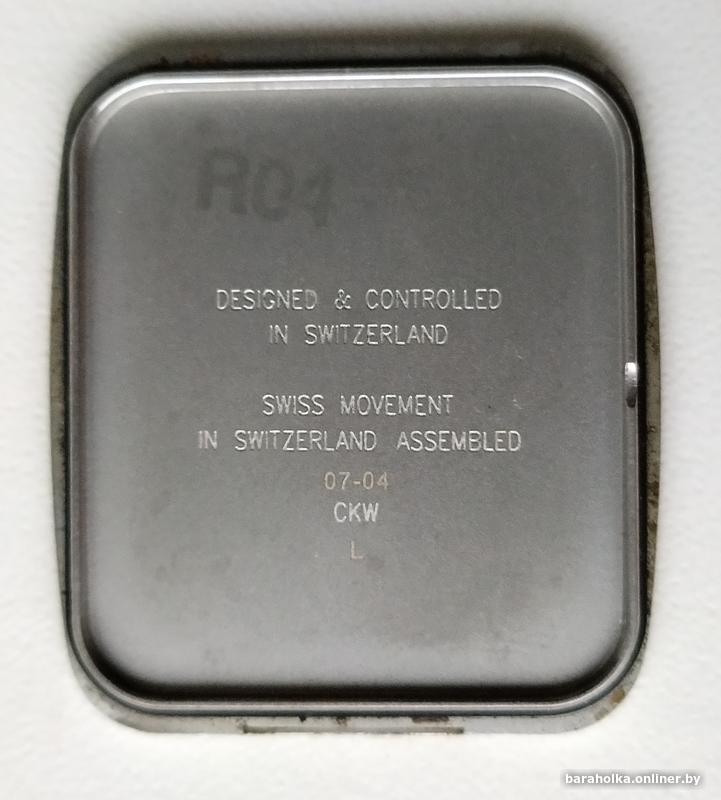 R04
DESIGNED & CONTROLLED
IN SWITZERLAND
SWISS MOVEMENT
IN SWITZERLAND ASSEMBLED
07-04
CKW
L
baraholka.onliner.by